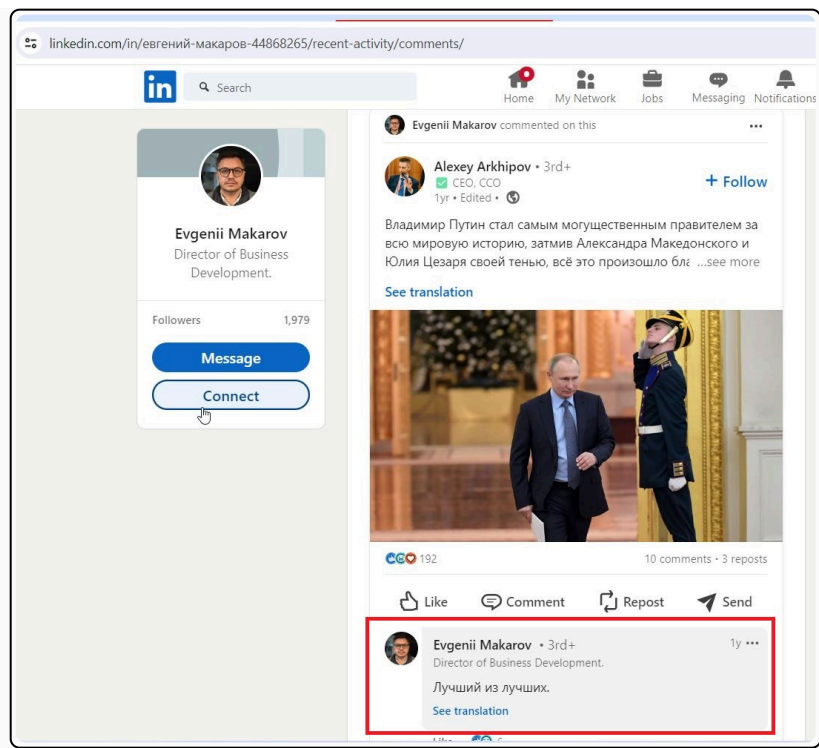 linkedin.com/in/евгений-макаров-44868265/recent-activity/comments/
in
Search
Home
My Network
Jobs
Messaging
Notifications
Evgenii Makarov
Director of Business
Development.
Followers 1,979
Message
Connect
Evgenii Makarov commented on this
Alexey Arkhipov • 3rd+
CEO, CCO
1yr • Edited •
+ Follow
Владимир Путин стал самым могущественным правителем за
всю мировую историю, затмив Александра Македонского и
Юлия Цезаря своей тенью, всё это произошло бла ...see more
See translation
192
10 comments • 3 reposts
Like
Comment
Repost
Send
Evgenii Makarov • 3rd+
1y
Director of Business Development.
Лучший из лучших.
See translation